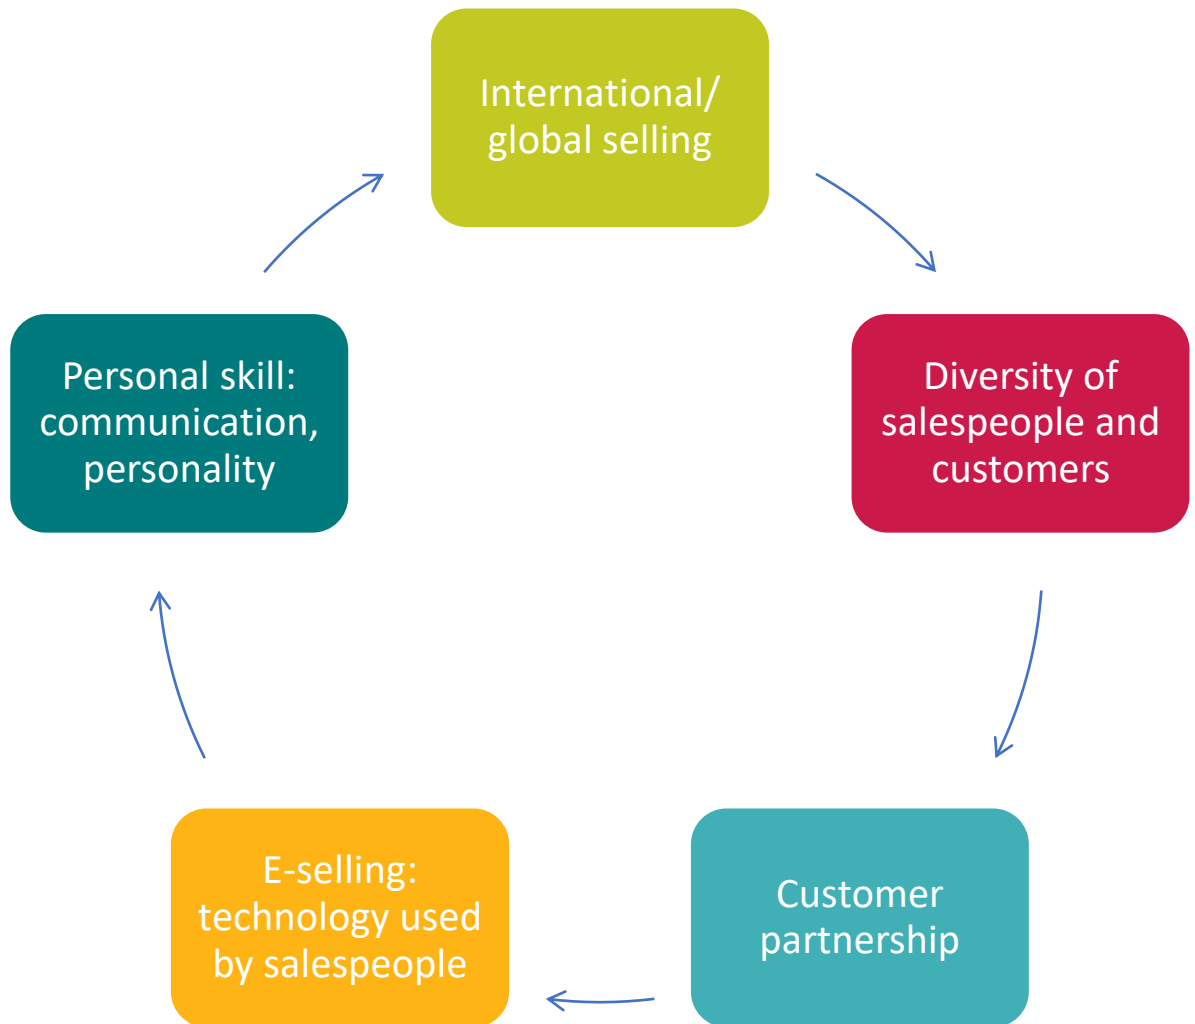 International/
global selling
Diversity of
salespeople and
customers
Customer
partnership
E-selling:
technology used
by salespeople
Personal skill:
communication,
personality